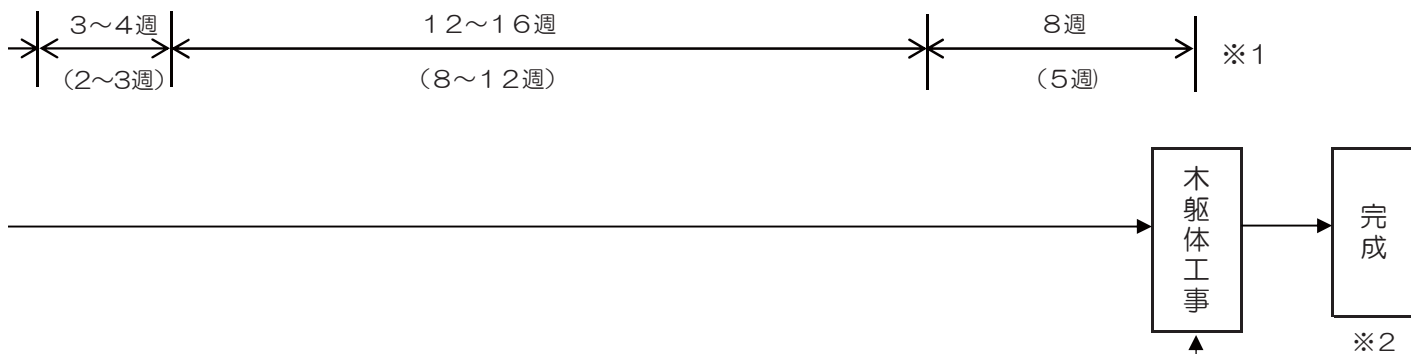 ３～４週
１２～１６週
８週
※１
（２～３週）
（８～１２週）
（５週）
木躯体工事
完成
※２